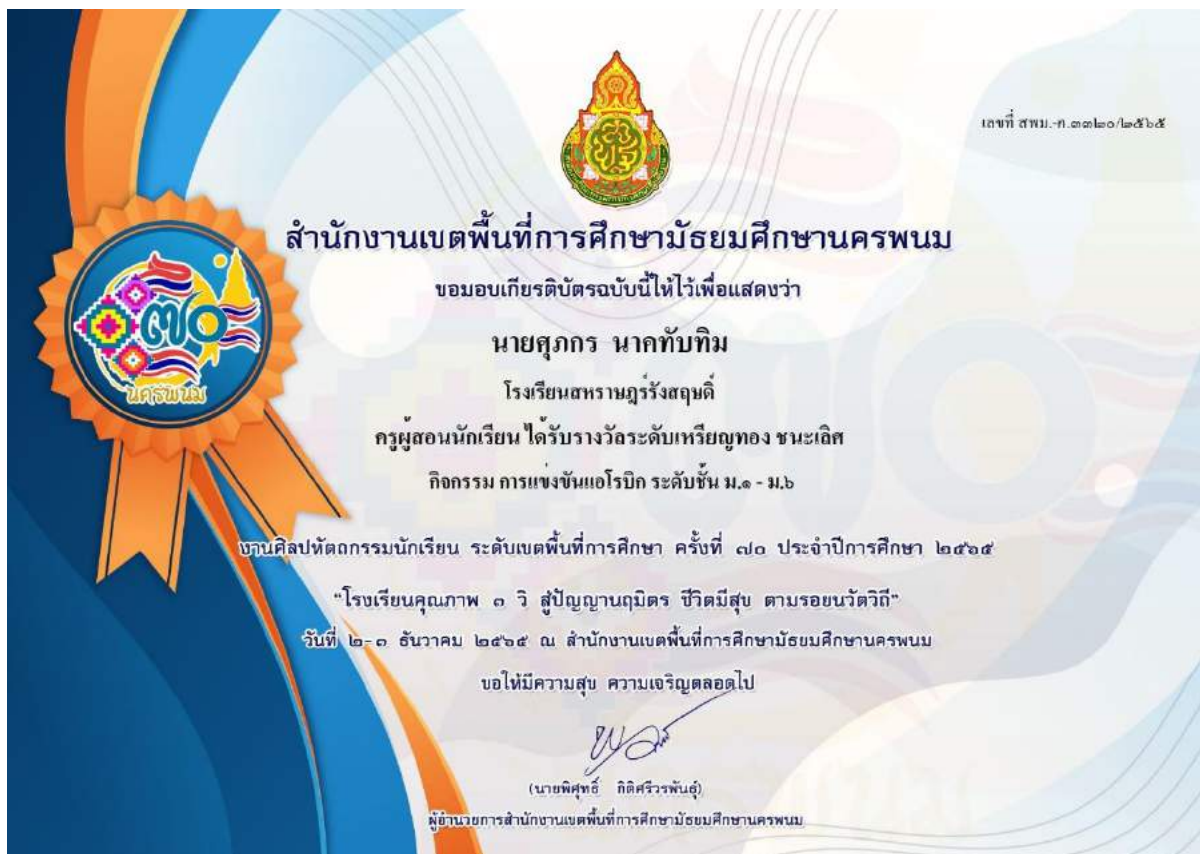 เลขที่ สพม.-ศ.๓๓๒๐/๒๕๖๕
สำนักงานเขตพื้นที่การศึกษามัธยมศึกษานครพนม
ขอมอบเกียรติบัตรฉบับนี้ให้ไว้เพื่อแสดงว่า
นายศุภกร นาคทับทิม
โรงเรียนสหราษฎร์รังสฤษดิ์
ครูผู้สอนนักเรียน ได้รับรางวัลระดับเหรียญทอง ชนะเลิศ
กิจกรรม การแข่งขันแอโรบิก ระดับชั้น ม.๑ - ม.๖
๗๐
นครพนม
งานศิลปหัตถกรรมนักเรียน ระดับเขตพื้นที่การศึกษา ครั้งที่ ๗๐ ประจำปีการศึกษา ๒๕๖๕
“โรงเรียนคุณภาพ ๓ วิ สู่ปัญญานฤมิตร ชีวิตมีสุข ตามรอยนวัตวิถี”
วันที่ ๒-๓ ธันวาคม ๒๕๖๕ ณ สำนักงานเขตพื้นที่การศึกษามัธยมศึกษานครพนม
ขอให้มีความสุข ความเจริญตลอดไป
(นายพิศุทธิ์ กิติศรีวรพันธุ์)
ผู้อำนวยการสำนักงานเขตพื้นที่การศึกษามัธยมศึกษานครพนม